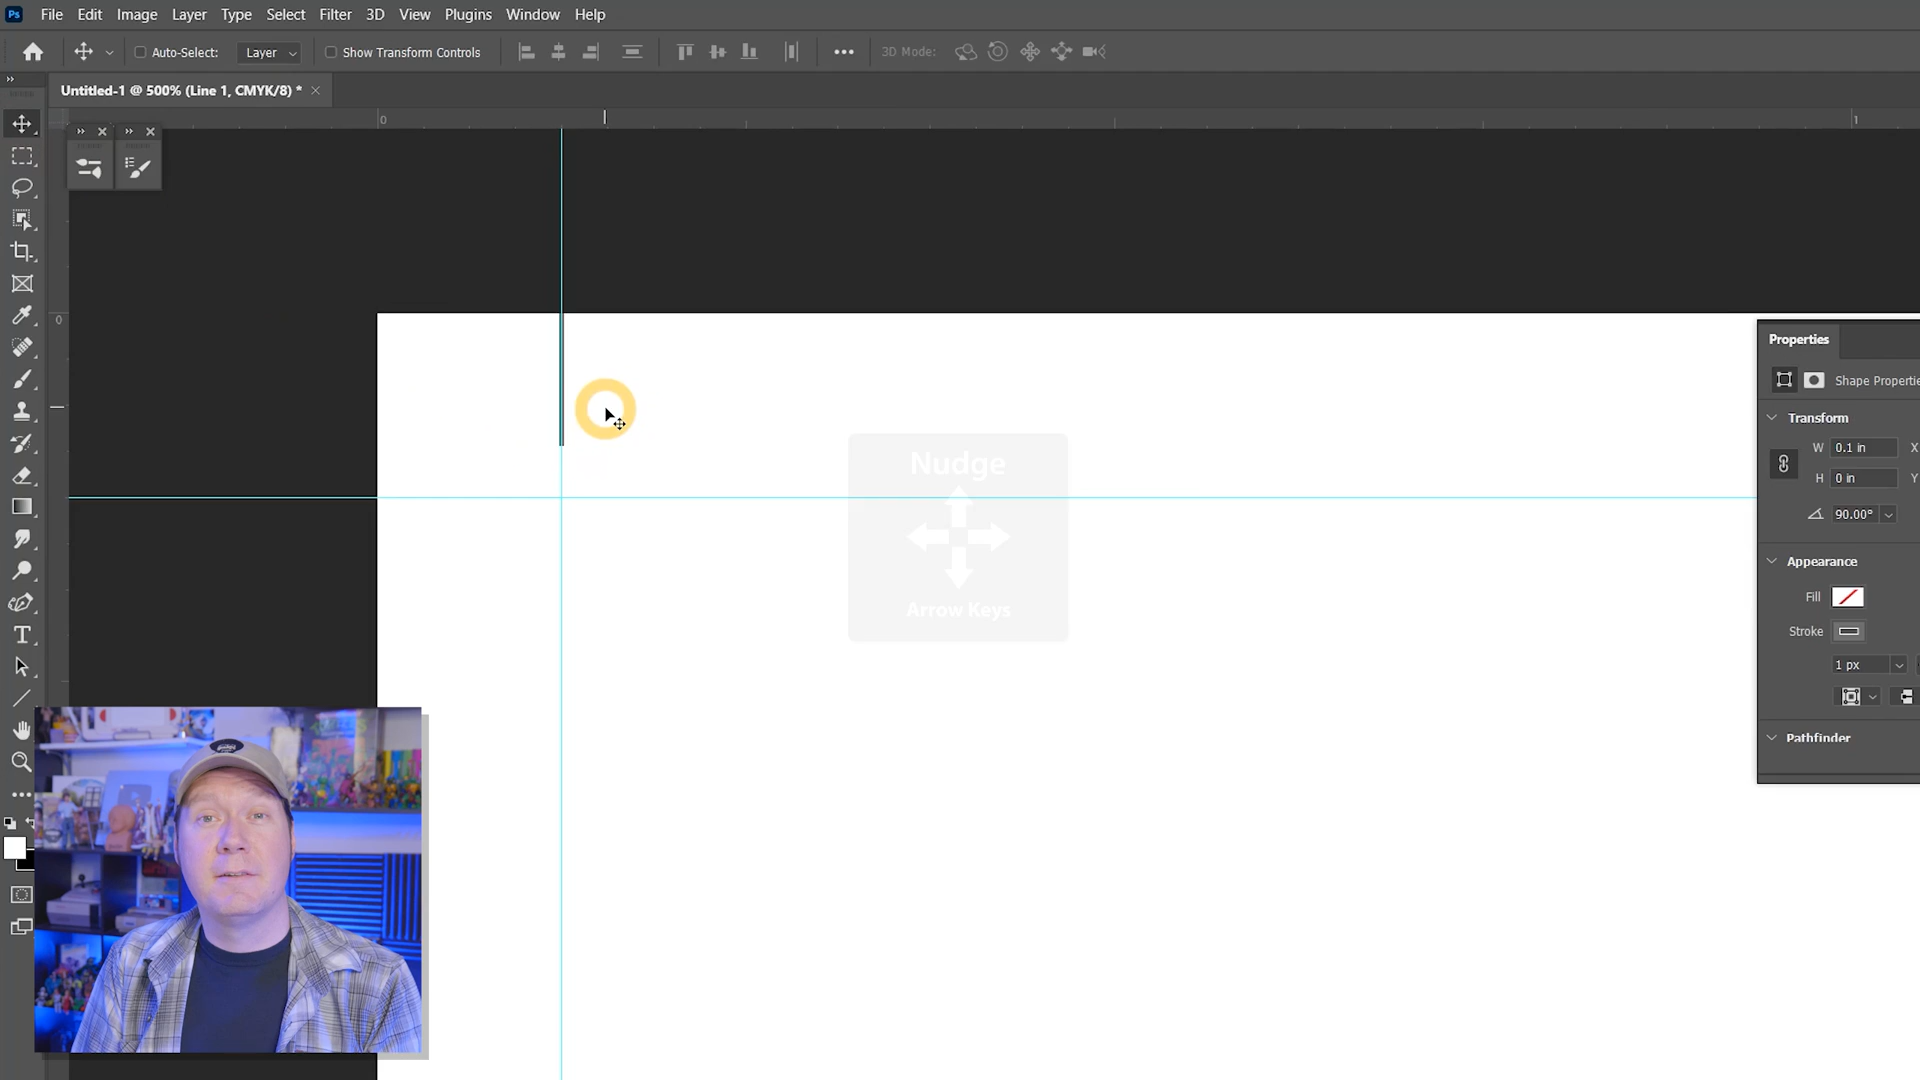 Ps File Edit Image Layer Type Select Filter 3D View Plugins Window Help
Auto-Select: Layer Show Transform Controls 3D Mode:
Untitled-1 @ 500% (Line 1, CMYK/8) *
0 1
0
Nudge
Arrow Keys
Properties
Shape Propertie
Transform
W 0.1 in X
H 0 in Y
90.00°
Appearance
Fill
Stroke
1 px
Pathfinder